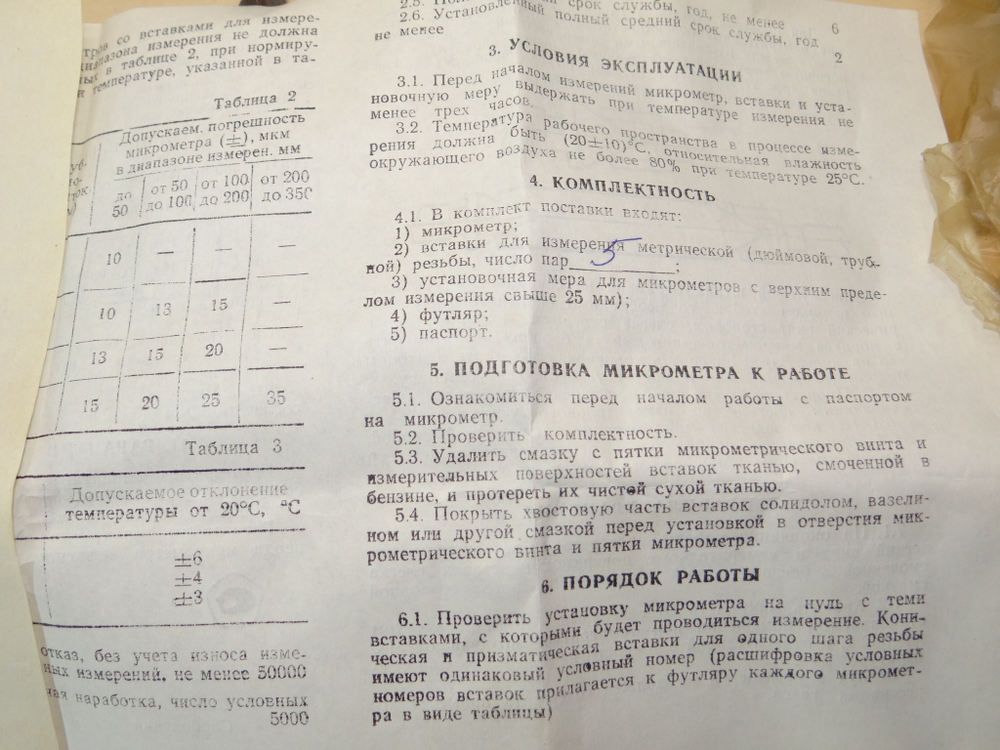 со вставками для измере-
измерения не должна
в таблице 2, при нормиру-
температуре, указанной в та-
Таблица 2
Допускаем. погрешность
микрометра (±), мкм
в диапазоне измерен. мм
до 50
от 50 до 100
от 100 до 200
от 200 до 350
10 — — —
10 13 15 —
13 15 20 —
15 20 25 35
Таблица 3
Допускаемое отклонение
температуры от 20°С, °С
±6
±4
±3
отказ, без учета износа изме-
измерений, не менее 50000
наработка, число условных
5000
срок службы, год, не менее 6
2.6. Установленный полный средний срок службы, год
не менее 2
3. УСЛОВИЯ ЭКСПЛУАТАЦИИ
3.1. Перед началом измерений микрометр, вставки и уста-
новочную меру выдержать при температуре измерения не
менее трех часов.
3.2. Температура рабочего пространства в процессе изме-
рения должна быть (20±10)°С, относительная влажность
окружающего воздуха не более 80% при температуре 25°С.
4. КОМПЛЕКТНОСТЬ
4.1. В комплект поставки входят:
1) микрометр;
2) вставки для измерения метрической (дюймовой, труб-
ной) резьбы, число пар 5 ;
3) установочная мера для микрометров с верхним преде-
лом измерения свыше 25 мм);
4) футляр;
5) паспорт.
5. ПОДГОТОВКА МИКРОМЕТРА К РАБОТЕ
5.1. Ознакомиться перед началом работы с паспортом
на микрометр.
5.2. Проверить комплектность.
5.3. Удалить смазку с пятки микрометрического винта и
измерительных поверхностей вставок тканью, смоченной в
бензине, и протереть их чистой сухой тканью.
5.4. Покрыть хвостовую часть вставок солидолом, вазели-
ном или другой смазкой перед установкой в отверстия мик-
рометрического винта и пятки микрометра.
6. ПОРЯДОК РАБОТЫ
6.1. Проверить установку микрометра на нуль с теми
вставками, с которыми будет проводиться измерение. Кони-
ческая и призматическая вставки для одного шага резьбы
имеют одинаковый условный номер (расшифровка условных
номеров вставок прилагается к футляру каждого микромет-
ра в виде таблицы)